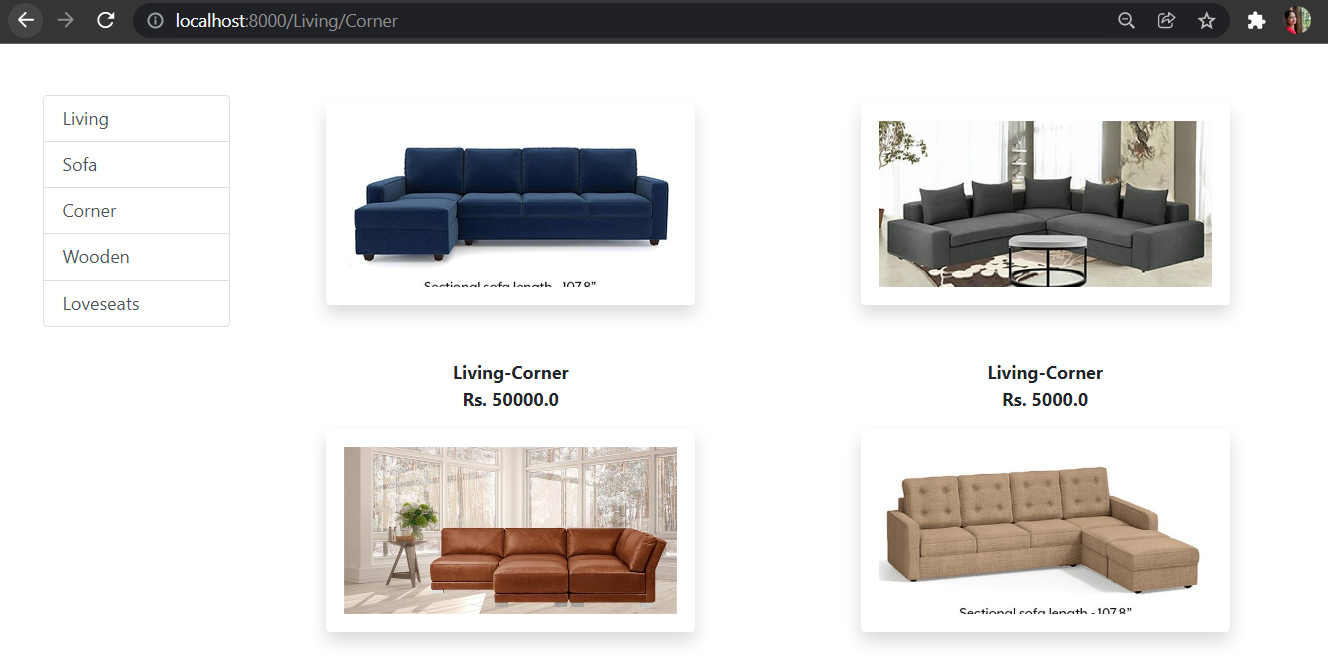 localhost:8000/Living/Corner
Living
Sofa
Corner
Wooden
Loveseats
Sectional sofa length - 107.8"
Living-Corner
Rs. 50000.0
Living-Corner
Rs. 5000.0
Sectional sofa length - 107.8"